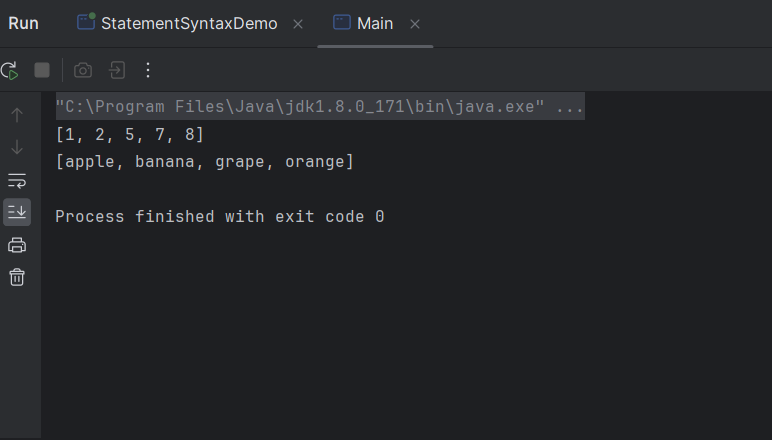 Run StatementSyntaxDemo Main
"C:\Program Files\Java\jdk1.8.0_171\bin\java.exe" ...
[1, 2, 5, 7, 8]
[apple, banana, grape, orange]
Process finished with exit code 0